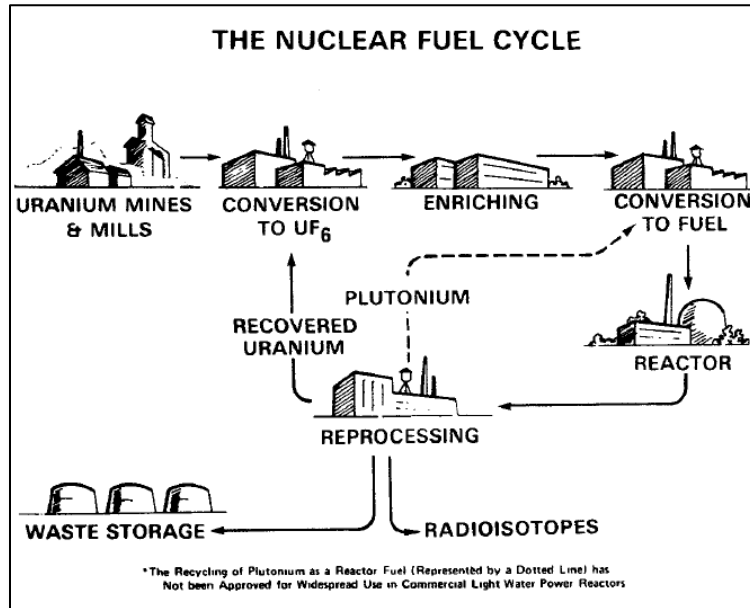 THE NUCLEAR FUEL CYCLE
URANIUM MINES
& MILLS
CONVERSION
TO UF6
ENRICHING
CONVERSION
TO FUEL
PLUTONIUM
RECOVERED
URANIUM
REACTOR
REPROCESSING
WASTE STORAGE
RADIOISOTOPES
*The Recycling of Plutonium as a Reactor Fuel (Represented by a Dotted Line) has
Not been Approved for Widespread Use in Commercial Light Water Power Reactors